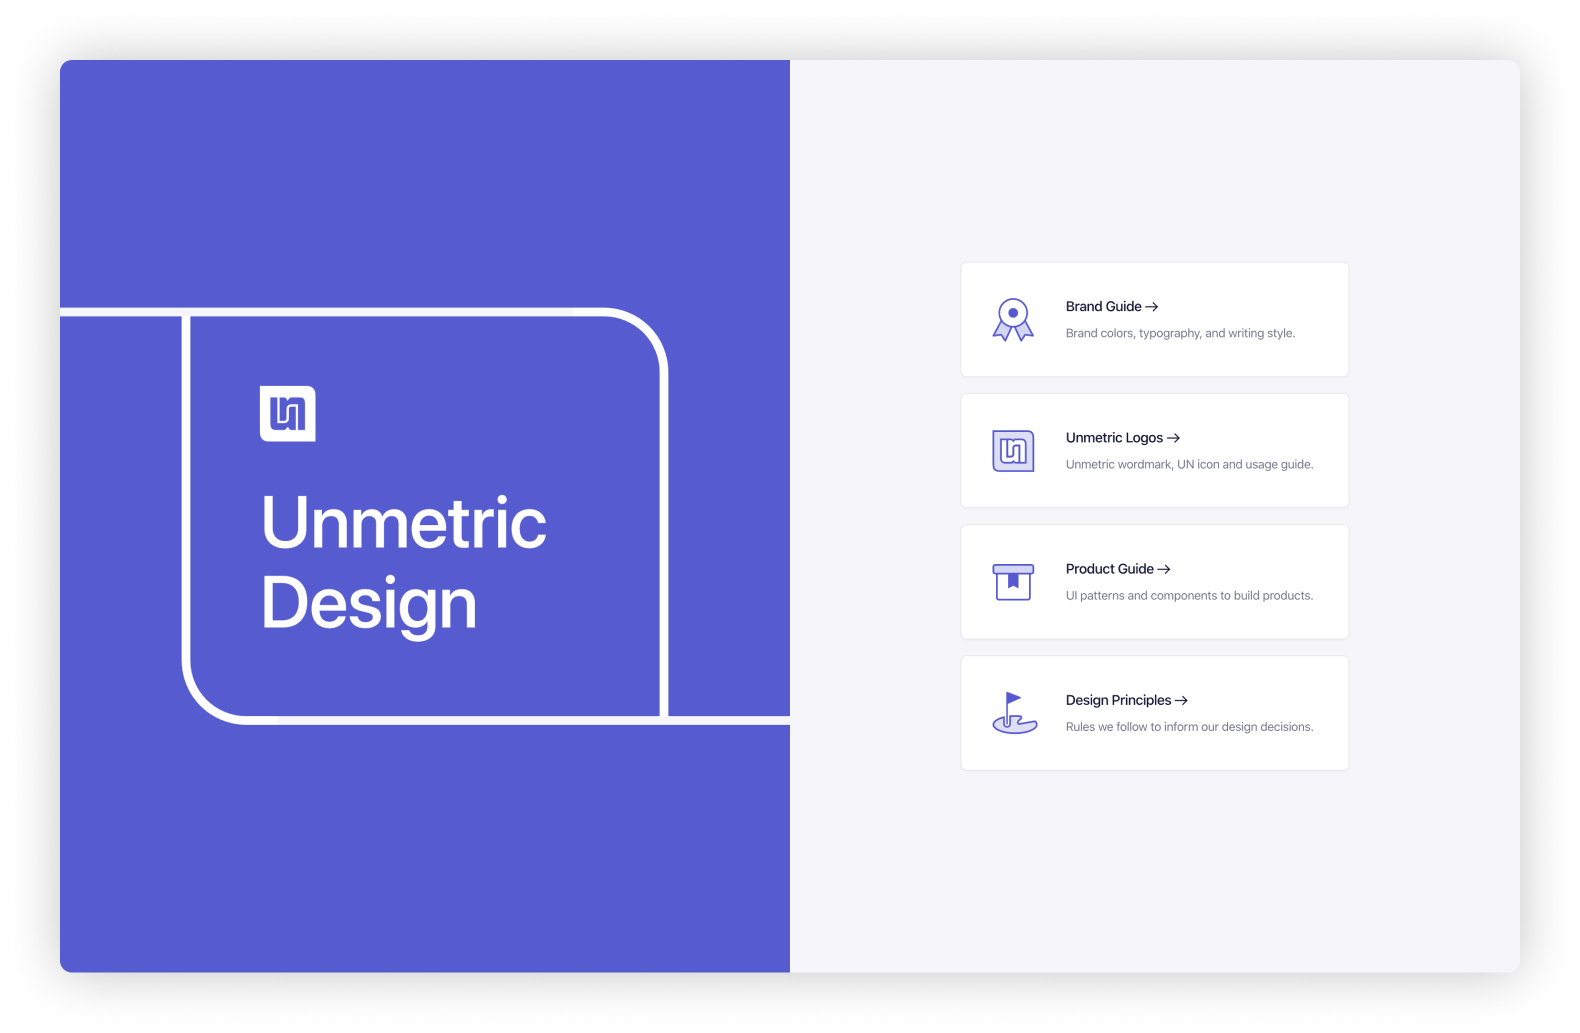 un
Unmetric
Design
Brand Guide →
Brand colors, typography, and writing style.
un
Unmetric Logos →
Unmetric wordmark, UN icon and usage guide.
Product Guide →
UI patterns and components to build products.
Design Principles →
Rules we follow to inform our design decisions.